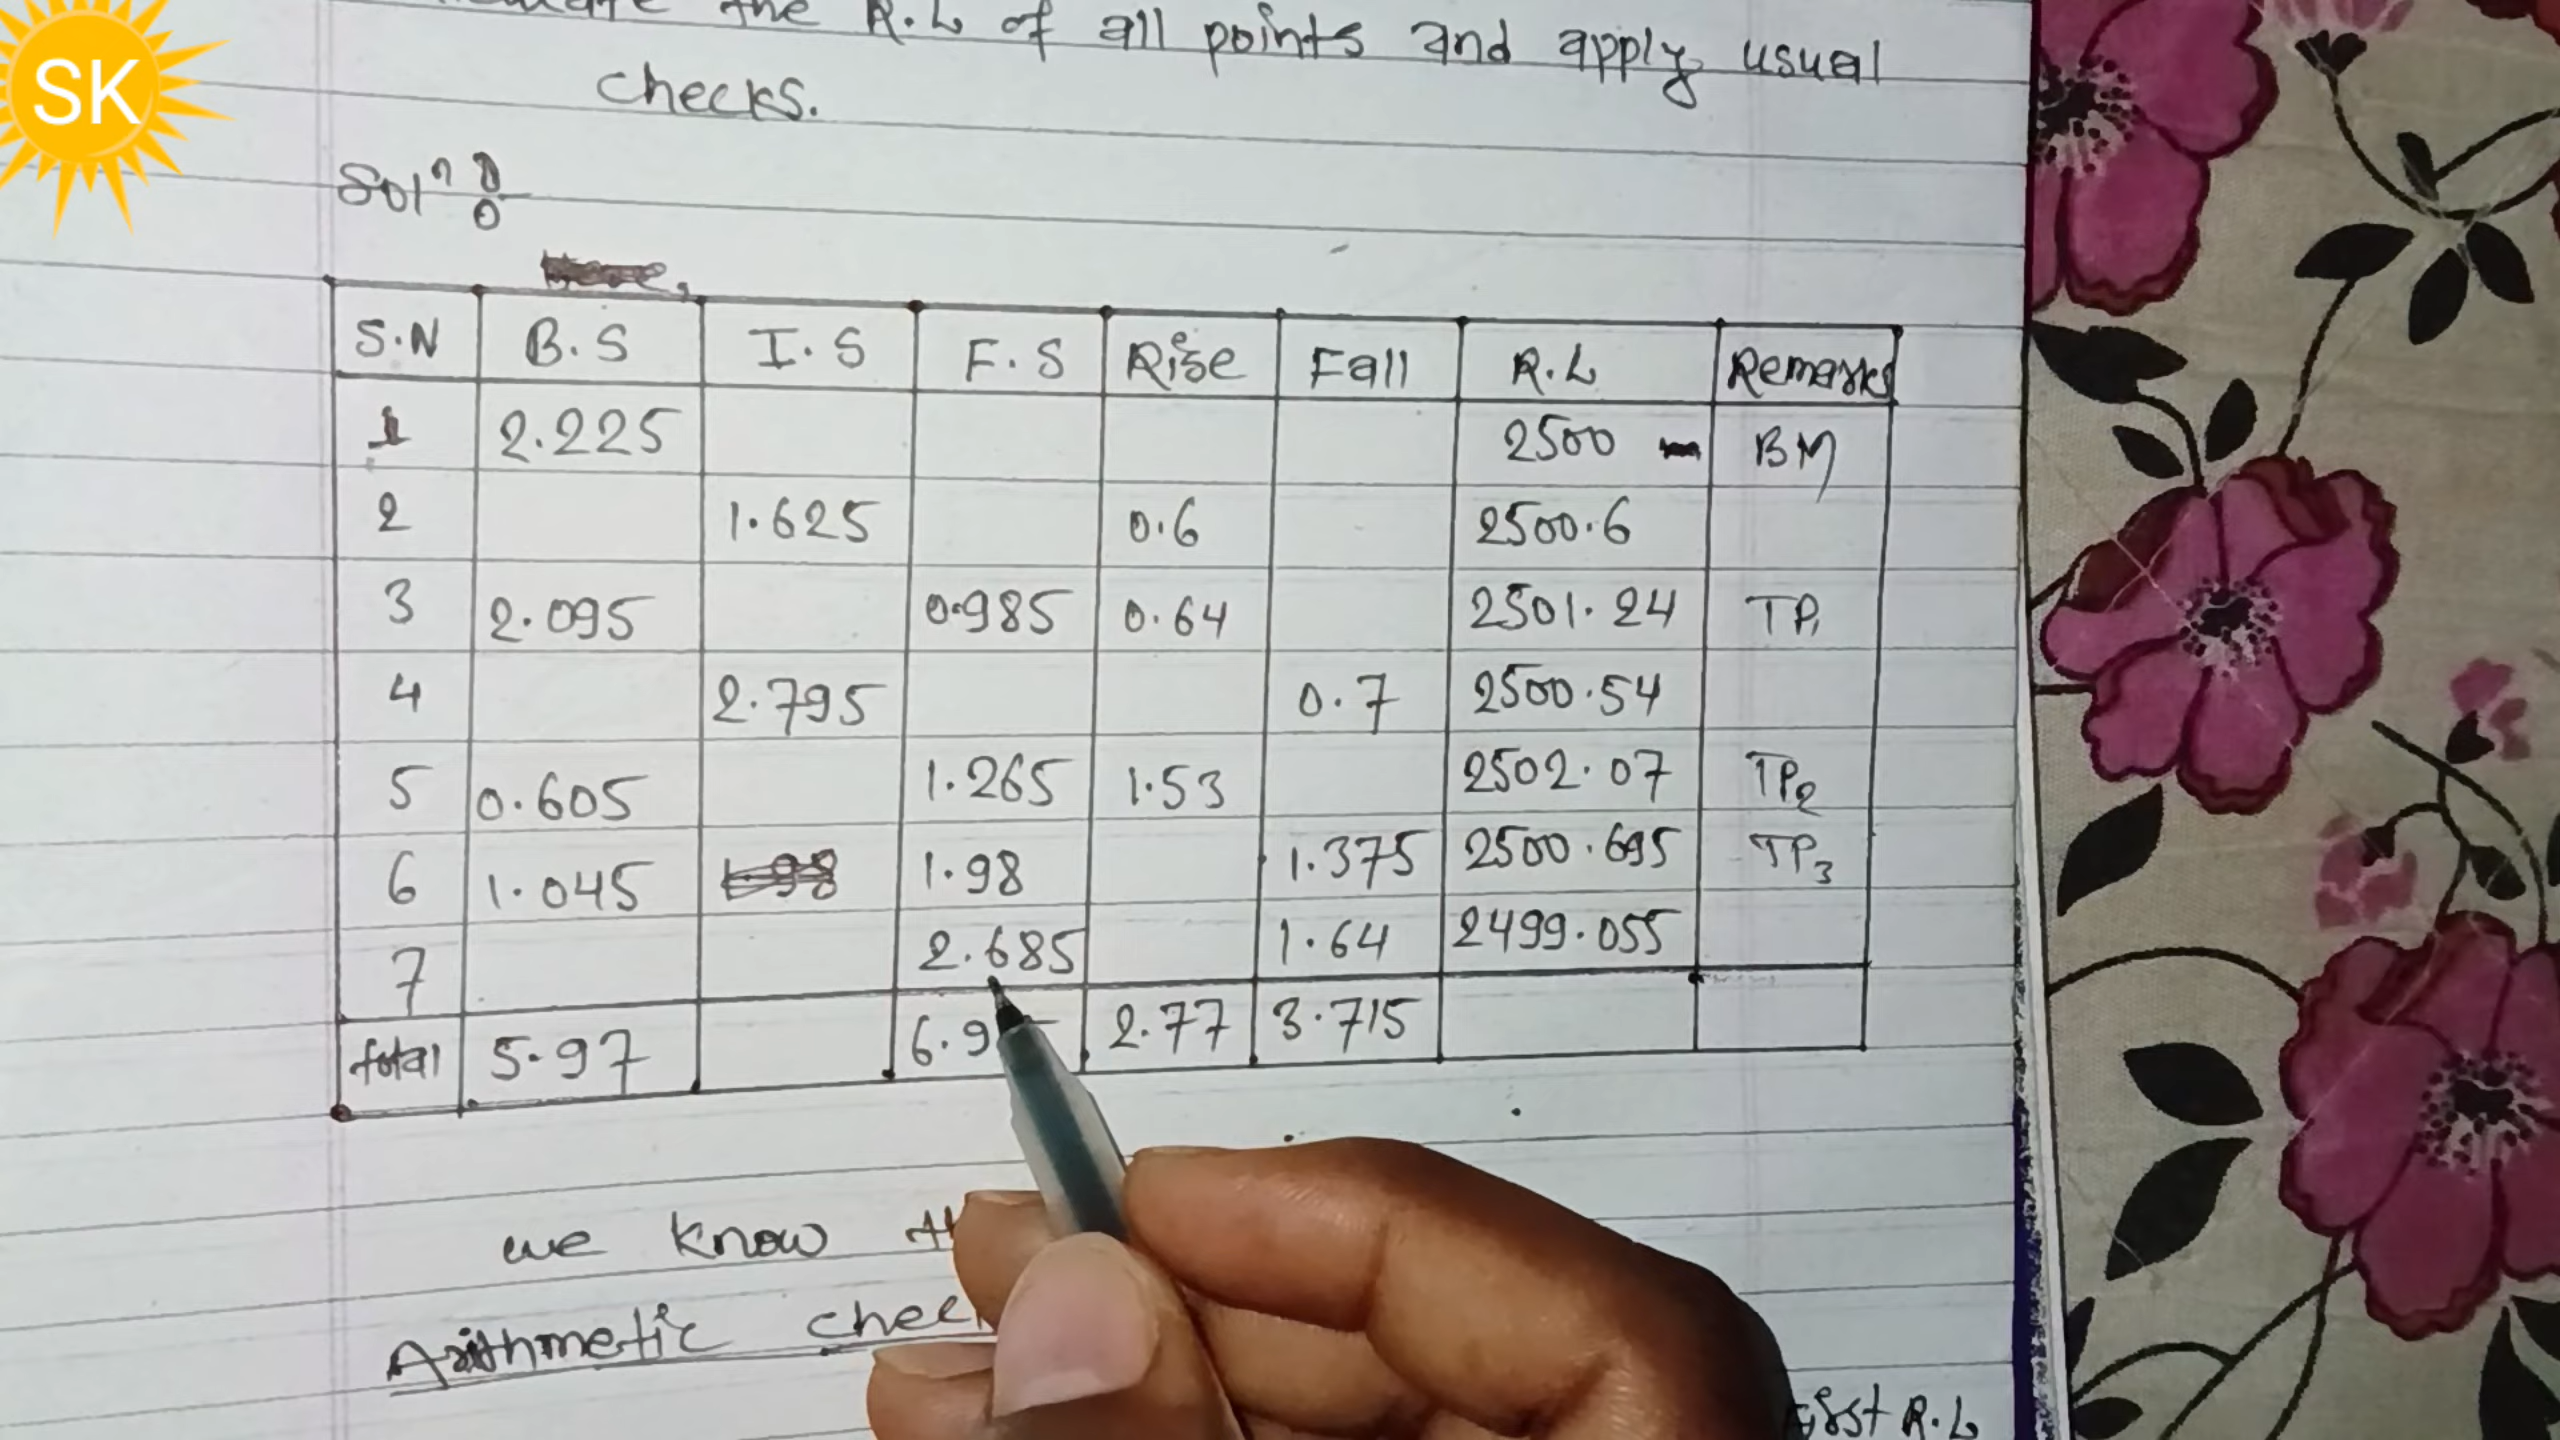 the R.L of all points and apply usual
checks.
SK
Solⁿ:
S.N B.S I.S F.S Rise Fall R.L Remarks
1 2.225 2500 - BM
2 1.625 0.6 2500.6
3 2.095 0.985 0.64 2501.24 TP₁
4 2.795 0.7 2500.54
5 0.605 1.265 1.53 2502.07 TP₂
6 1.045 1.98 1.98 1.375 2500.695 TP₃
7 2.685 1.64 2499.055
total 5.97 2.77 3.715
we know
Arithmetic
R.L